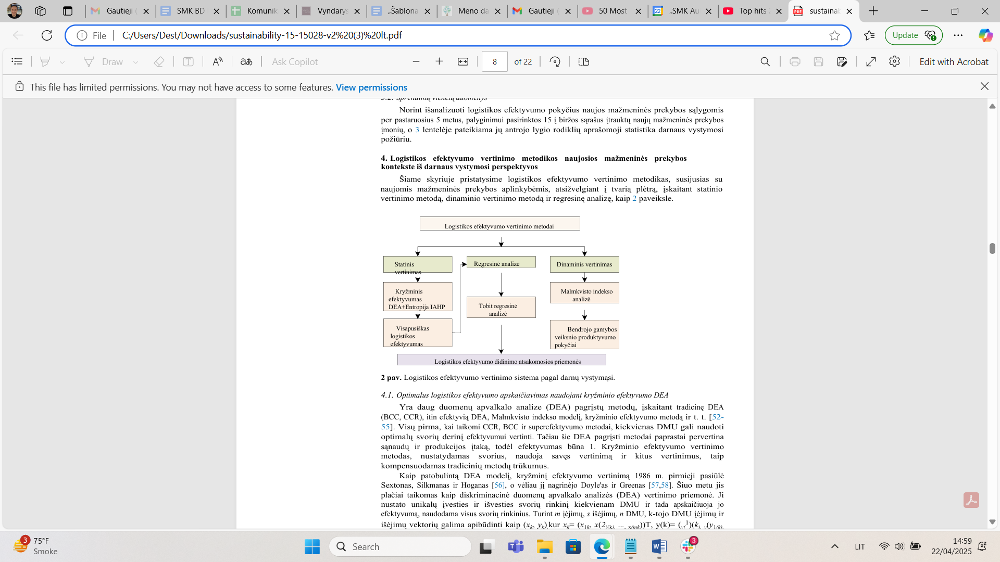 Gautieji (
SMK BD
Komunik
Vyndarys
„Šablona
Meno da
Gautieji (
50 Most
„SMK Au
Top hits 2
sustainab
File
C:/Users/Dest/Downloads/sustainability-15-15028-v2%20(3)%20lt.pdf
Update
Draw
Ask Copilot
8 of 22
Edit with Acrobat
This file has limited permissions. You may not have access to some features. View permissions
3.2. Sprendimų vienetų duomenys
Norint išanalizuoti logistikos efektyvumo pokyčius naujos mažmeninės prekybos sąlygomis
per pastaruosius 5 metus, palyginimui pasirinktos 15 į biržos sąrašus įtrauktų naujų mažmeninės prekybos
įmonių, o 3 lentelėje pateikiama jų antrojo lygio rodiklių aprašomoji statistika darnaus vystymosi
požiūriu.
4. Logistikos efektyvumo vertinimo metodikos naujosios mažmeninės prekybos
kontekste iš darnaus vystymosi perspektyvos
Šiame skyriuje pristatysime logistikos efektyvumo vertinimo metodikas, susijusias su
naujomis mažmeninės prekybos aplinkybėmis, atsižvelgiant į tvarią plėtrą, įskaitant statinio
vertinimo metodą, dinaminio vertinimo metodą ir regresinę analizę, kaip 2 paveiksle.
Logistikos efektyvumo vertinimo metodai
Statinis
vertinimas
Regresinė analizė
Dinaminis vertinimas
Kryžminis
efektyvumas
DEA+Entropija IAHP
Tobit regresinė
analizė
Malmkvisto indekso
analizė
Visapusiškas
logistikos
efektyvumas
Bendrojo gamybos
veiksnio produktyvumo
pokyčiai
Logistikos efektyvumo didinimo atsakomosios priemonės
2 pav. Logistikos efektyvumo vertinimo sistema pagal darnų vystymąsi.
4.1. Optimalus logistikos efektyvumo apskaičiavimas naudojant kryžminio efektyvumo DEA
Yra daug duomenų apvalkalo analize (DEA) pagrįstų metodų, įskaitant tradicinę DEA
(BCC, CCR), itin efektyvią DEA, Malmkvisto indekso modelį, kryžminio efektyvumo metodą ir t. t. [52-
55]. Visų pirma, kai taikomi CCR, BCC ir superefektyvumo metodai, kiekvienas DMU gali naudoti
optimalų svorių derinį efektyvumui vertinti. Tačiau šie DEA pagrįsti metodai paprastai pervertina
sąnaudų ir produkcijos įtaką, todėl efektyvumas būna 1. Kryžminio efektyvumo vertinimo
metodas, nustatydamas svorius, naudoja savęs vertinimą ir kitus vertinimus, taip
kompensuodamas tradicinių metodų trūkumus.
Kaip patobulintą DEA modelį, kryžminį efektyvumo vertinimą 1986 m. pirmieji pasiūlė
Sextonas, Silkmanas ir Hoganas [56], o vėliau jį nagrinėjo Doyle'as ir Greenas [57,58]. Šiuo metu jis
plačiai taikomas kaip diskriminacinė duomenų apvalkalo analizės (DEA) vertinimo priemonė. Ji
nustato unikalų įvesties ir išvesties svorių rinkinį kiekvienam DMU ir tada apskaičiuoja jo
efektyvumą, naudodama visus svorių rinkinius. Turint m įėjimų, s išėjimų, n DMU, k-tojo DMU įėjimų ir
išėjimų vektorių galima apibūdinti kaip (xk, yk) kur xk= (x1k, x(2)(k), ..., x(mk))T, y(k)= (y(1)(k), y(y1(k),
3
75°F
Smoke
Search
3
LIT
14:59
22/04/2025